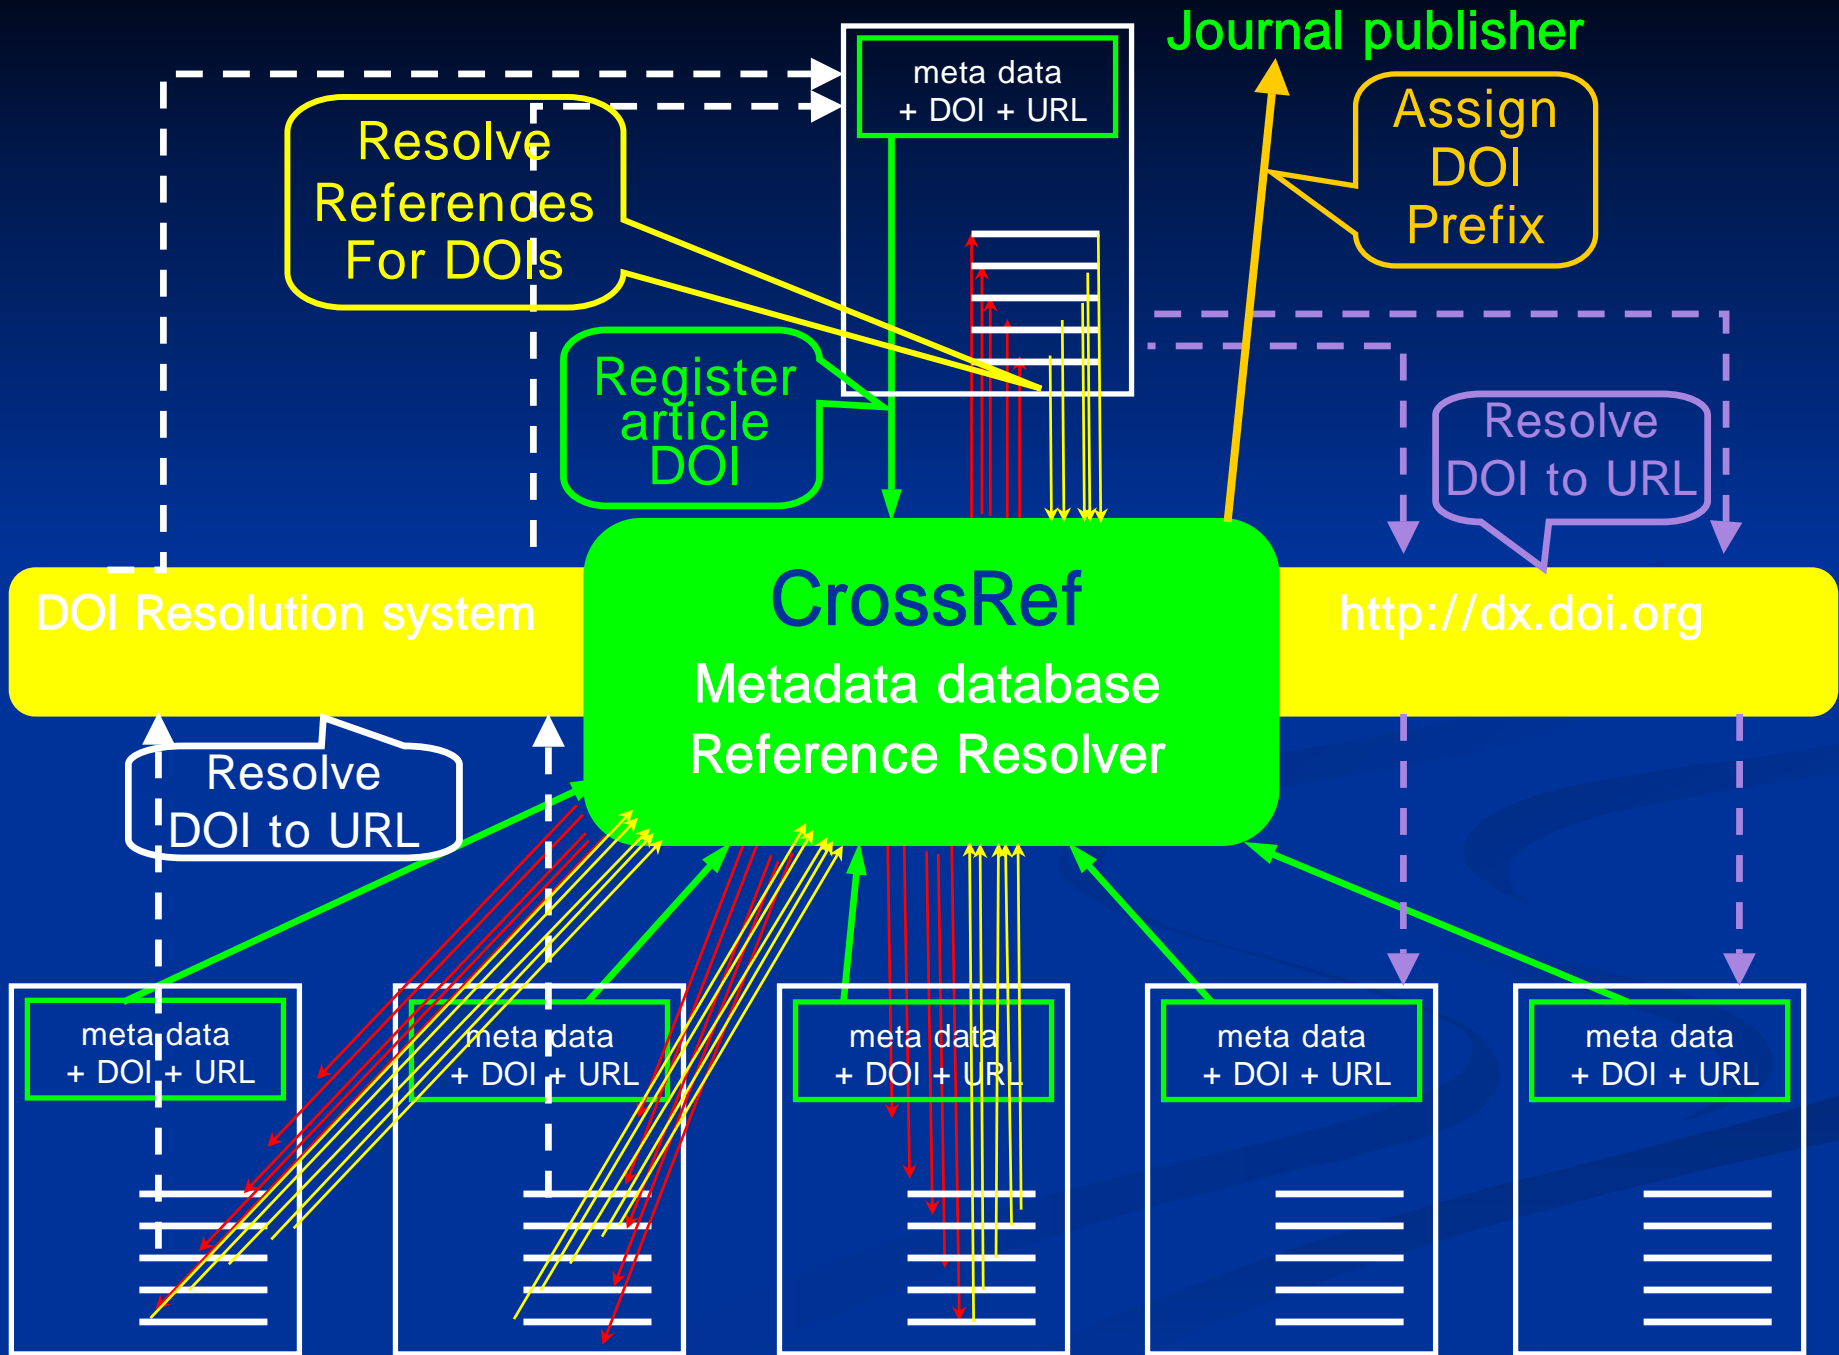 Journal publisher
meta data
+ DOI + URL
Resolve
References
For DOIs
Assign
DOI
Prefix
Register
article
DOI
Resolve
DOI to URL
DOI Resolution system
CrossRef
Metadata database
Reference Resolver
http://dx.doi.org
Resolve
DOI to URL
meta data
+ DOI + URL
meta data
+ DOI + URL
meta data
+ DOI + URL
meta data
+ DOI + URL
meta data
+ DOI + URL